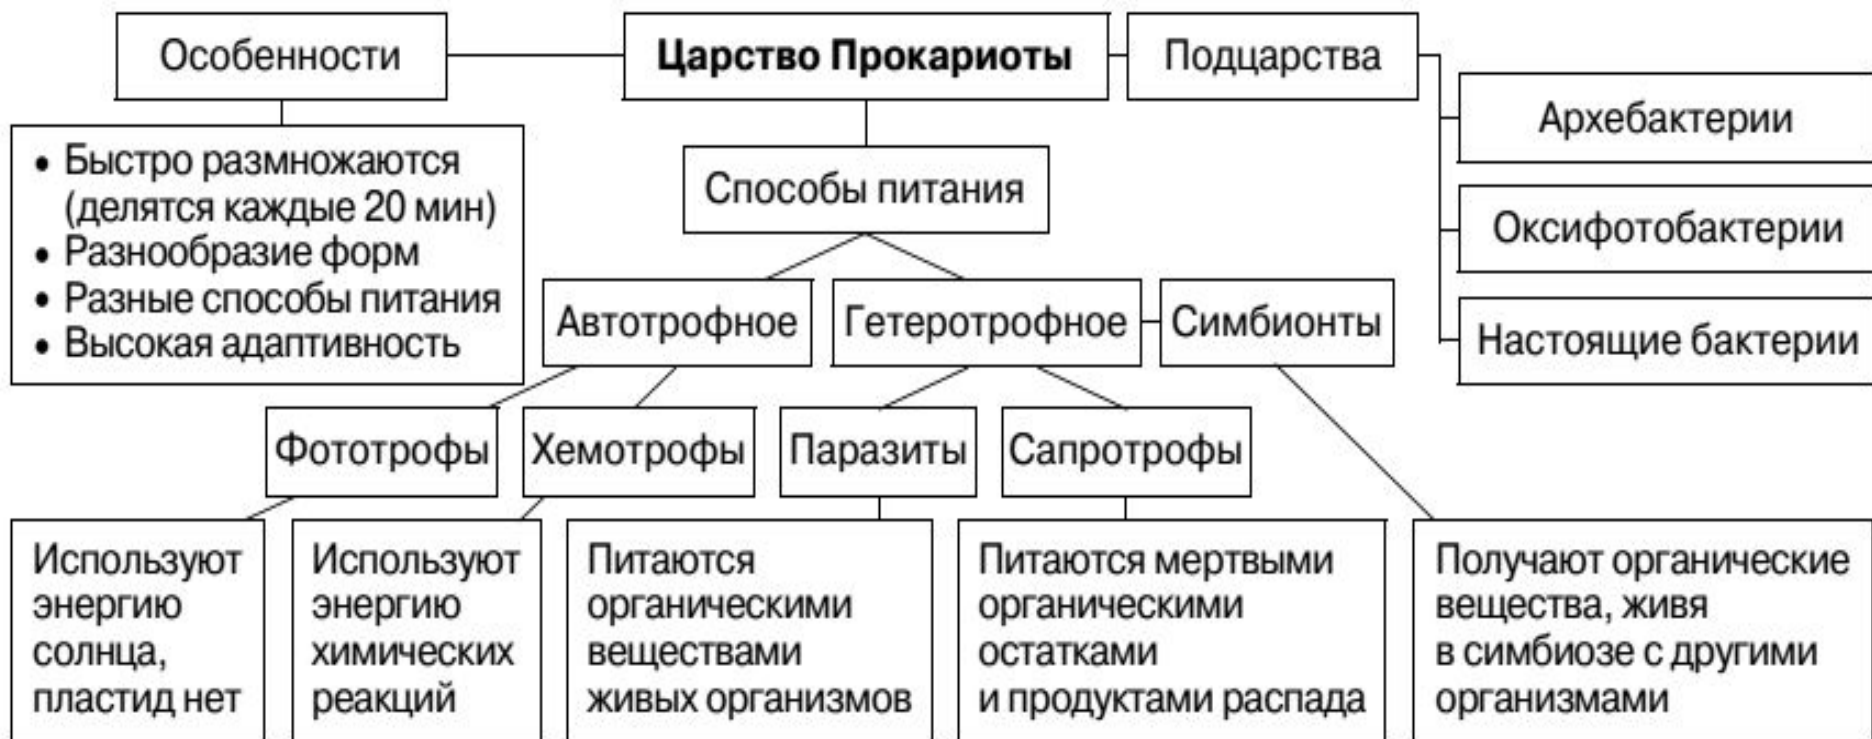 Особенности
Царство Прокариоты
Подцарства
Архебактерии
Оксифотобактерии
Настоящие бактерии
• Быстро размножаются
(делятся каждые 20 мин)
• Разнообразие форм
• Разные способы питания
• Высокая адаптивность
Способы питания
Автотрофное
Гетеротрофное
Симбионты
Фототрофы
Хемотрофы
Паразиты
Сапротрофы
Используют
энергию
солнца,
пластид нет
Используют
энергию
химических
реакций
Питаются
органическими
веществами
живых организмов
Питаются мертвыми
органическими
остатками
и продуктами распада
Получают органические
вещества, живя
в симбиозе с другими
организмами